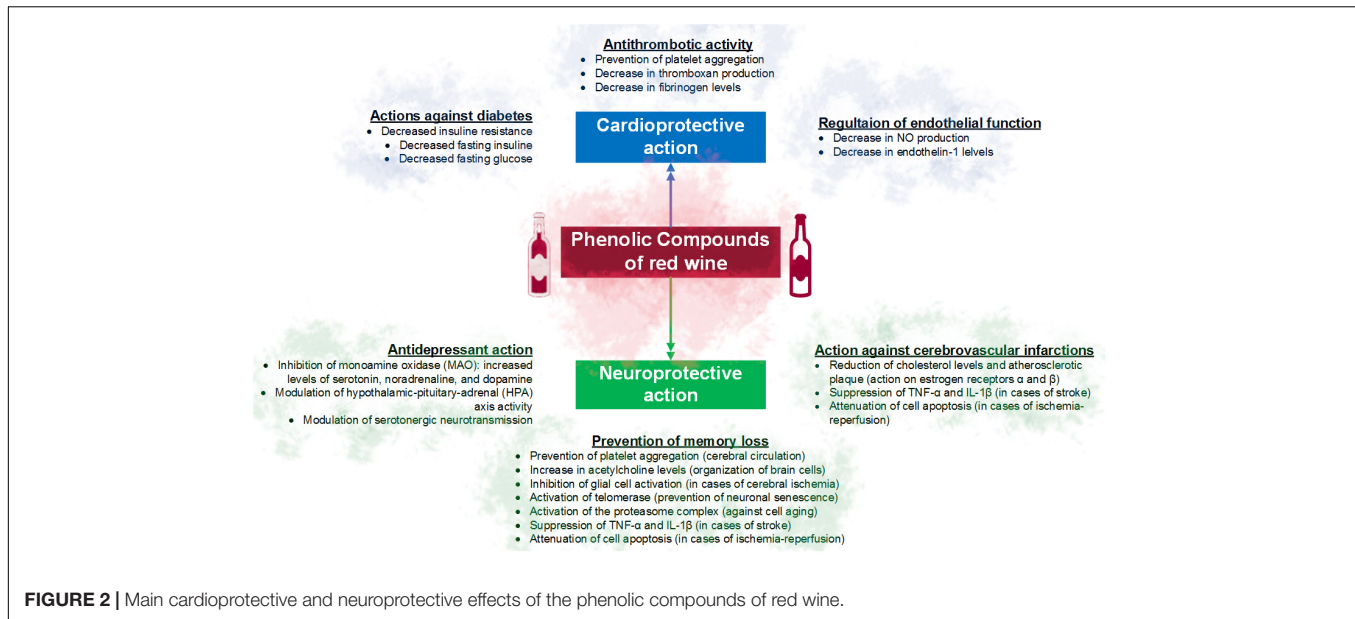 Antithrombotic activity
• Prevention of platelet aggregation
• Decrease in thromboxan production
• Decrease in fibrinogen levels
Actions against diabetes
• Decreased insuline resistance
• Decreased fasting insuline
• Decreased fasting glucose
Cardioprotective
action
Regultaion of endothelial function
• Decrease in NO production
• Decrease in endothelin-1 lelvels
Phenolic Compounds
of red wine
Antidepressant action
• Inhibition of monoamine oxidase (MAO): increased
levels of serotonin, noradrenaline, and dopamine
• Modulation of hypothalamic-pituitary-adrenal (HPA)
axis activity
• Modulation of serotonergic neurotransmission
Neuroprotective
action
Action against cerebrovascular infarctions
• Reduction of cholesterol levels and atherosclerotic
plaque (action on estrogen receptors α and β)
• Suppression of TNF-α and IL-1β (in cases of stroke)
• Attenuation of cell apoptosis (in cases of ischemia-
reperfusion)
Prevention of memory loss
• Prevention of platelet aggregation (cerebral circulation)
• Increase in acetylcholine levels (organization of brain cells)
• Inhibition of glial cell activation (in cases of cerebral ischemia)
• Activation of telomerase (prevention of neuronal senescence)
• Activation of the proteasome complex (against cell aging)
• Suppression of TNF-α and IL-1β (in cases of stroke)
• Attenuation of cell apoptosis (in cases of ischemia-reperfusion)
FIGURE 2 | Main cardioprotective and neuroprotective effects of the phenolic compounds of red wine.